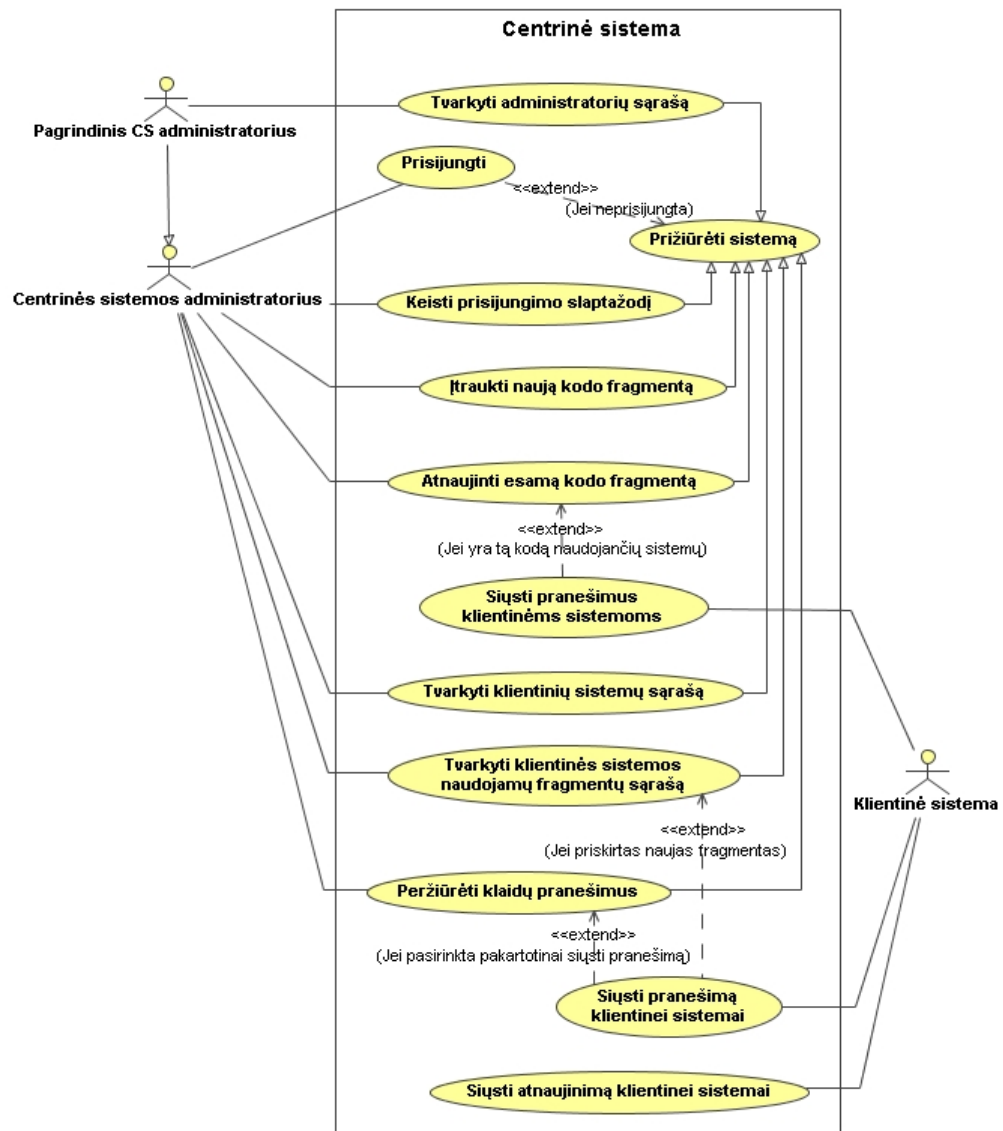 Centrinė sistema
Tvarkyti administratorių sąrašą
Pagrindinis CS administratorius
Prisijungti
<<extend>>
(Jei neprisijungta)
Prižiūrėti sistemą
Centrinės sistemos administratorius
Keisti prisijungimo slaptažodį
Įtraukti naują kodo fragmentą
Atnaujinti esamą kodo fragmentą
<<extend>>
(Jei yra tą kodą naudojančių sistemų)
Siųsti pranešimus
klientinėms sistemoms
Tvarkyti klientinių sistemų sąrašą
Tvarkyti klientinės sistemos
naudojamų fragmentų sąrašą
Klientinė sistema
<<extend>>
(Jei priskirtas naujas fragmentas)
Peržiūrėti klaidų pranešimus
<<extend>>
(Jei pasirinkta pakartotinai siųsti pranešimą)
Siųsti pranešimą
klientinei sistemai
Siųsti atnaujinimą klientinei sistemai